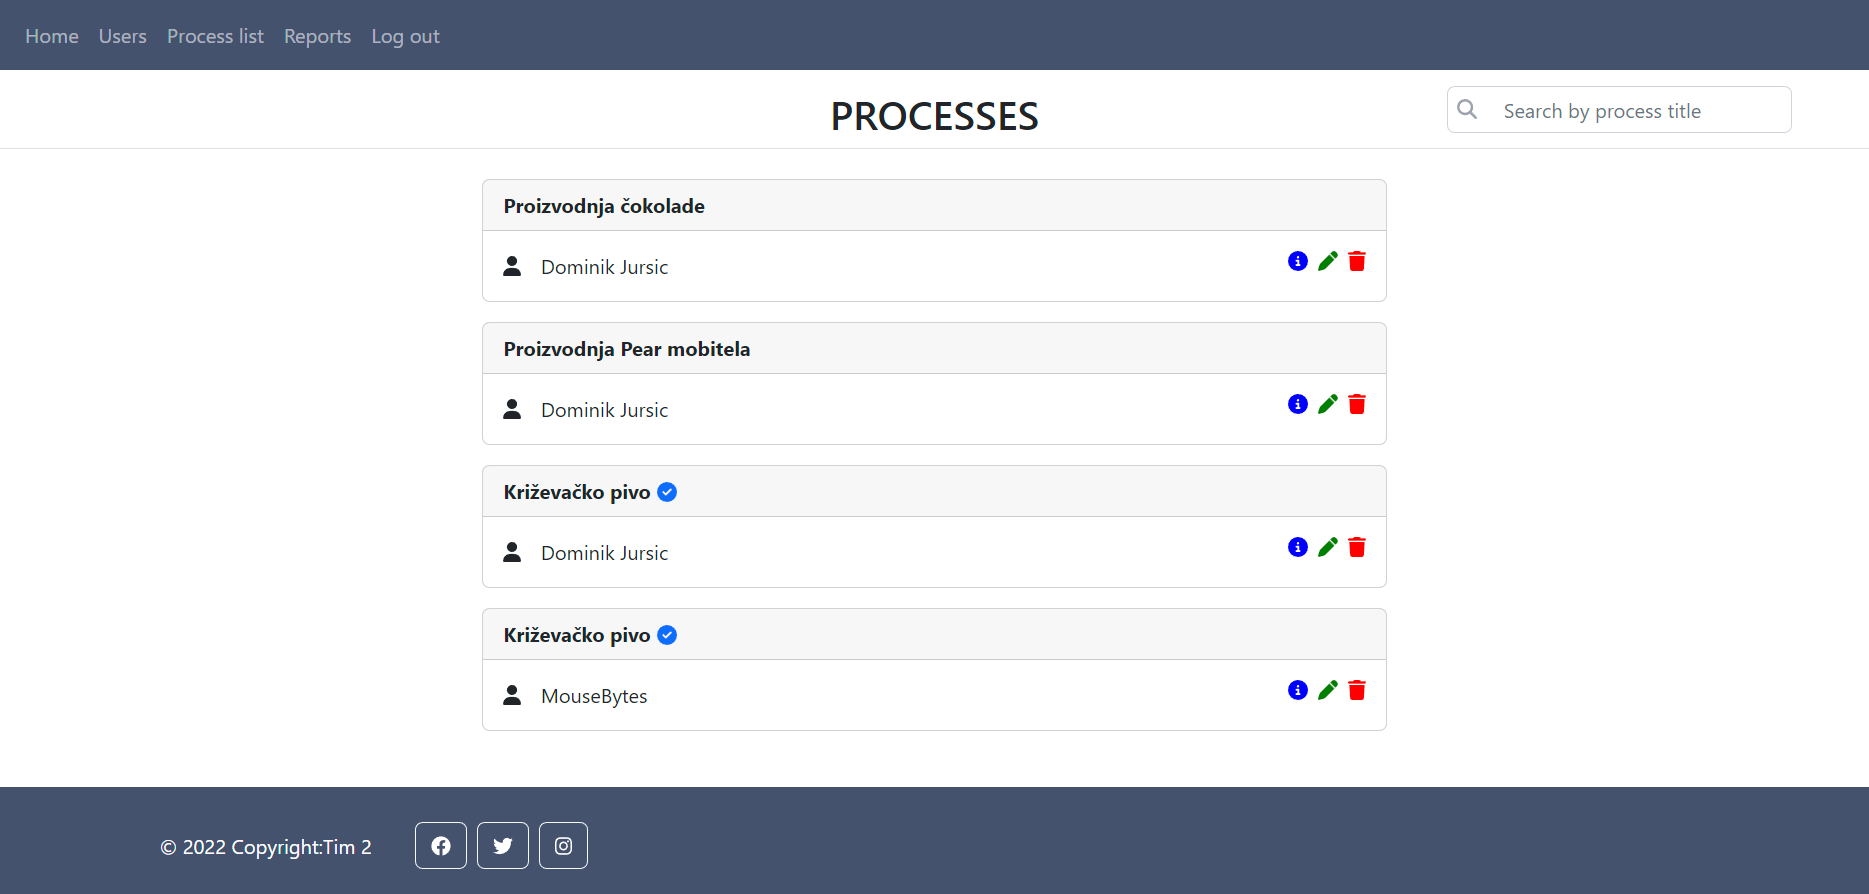 Home Users Process list Reports Log out
PROCESSES
Search by process title
Proizvodnja čokolade
Dominik Jursic
Proizvodnja Pear mobitela
Dominik Jursic
Križevačko pivo
Dominik Jursic
Križevačko pivo
MouseBytes
© 2022 Copyright:Tim 2